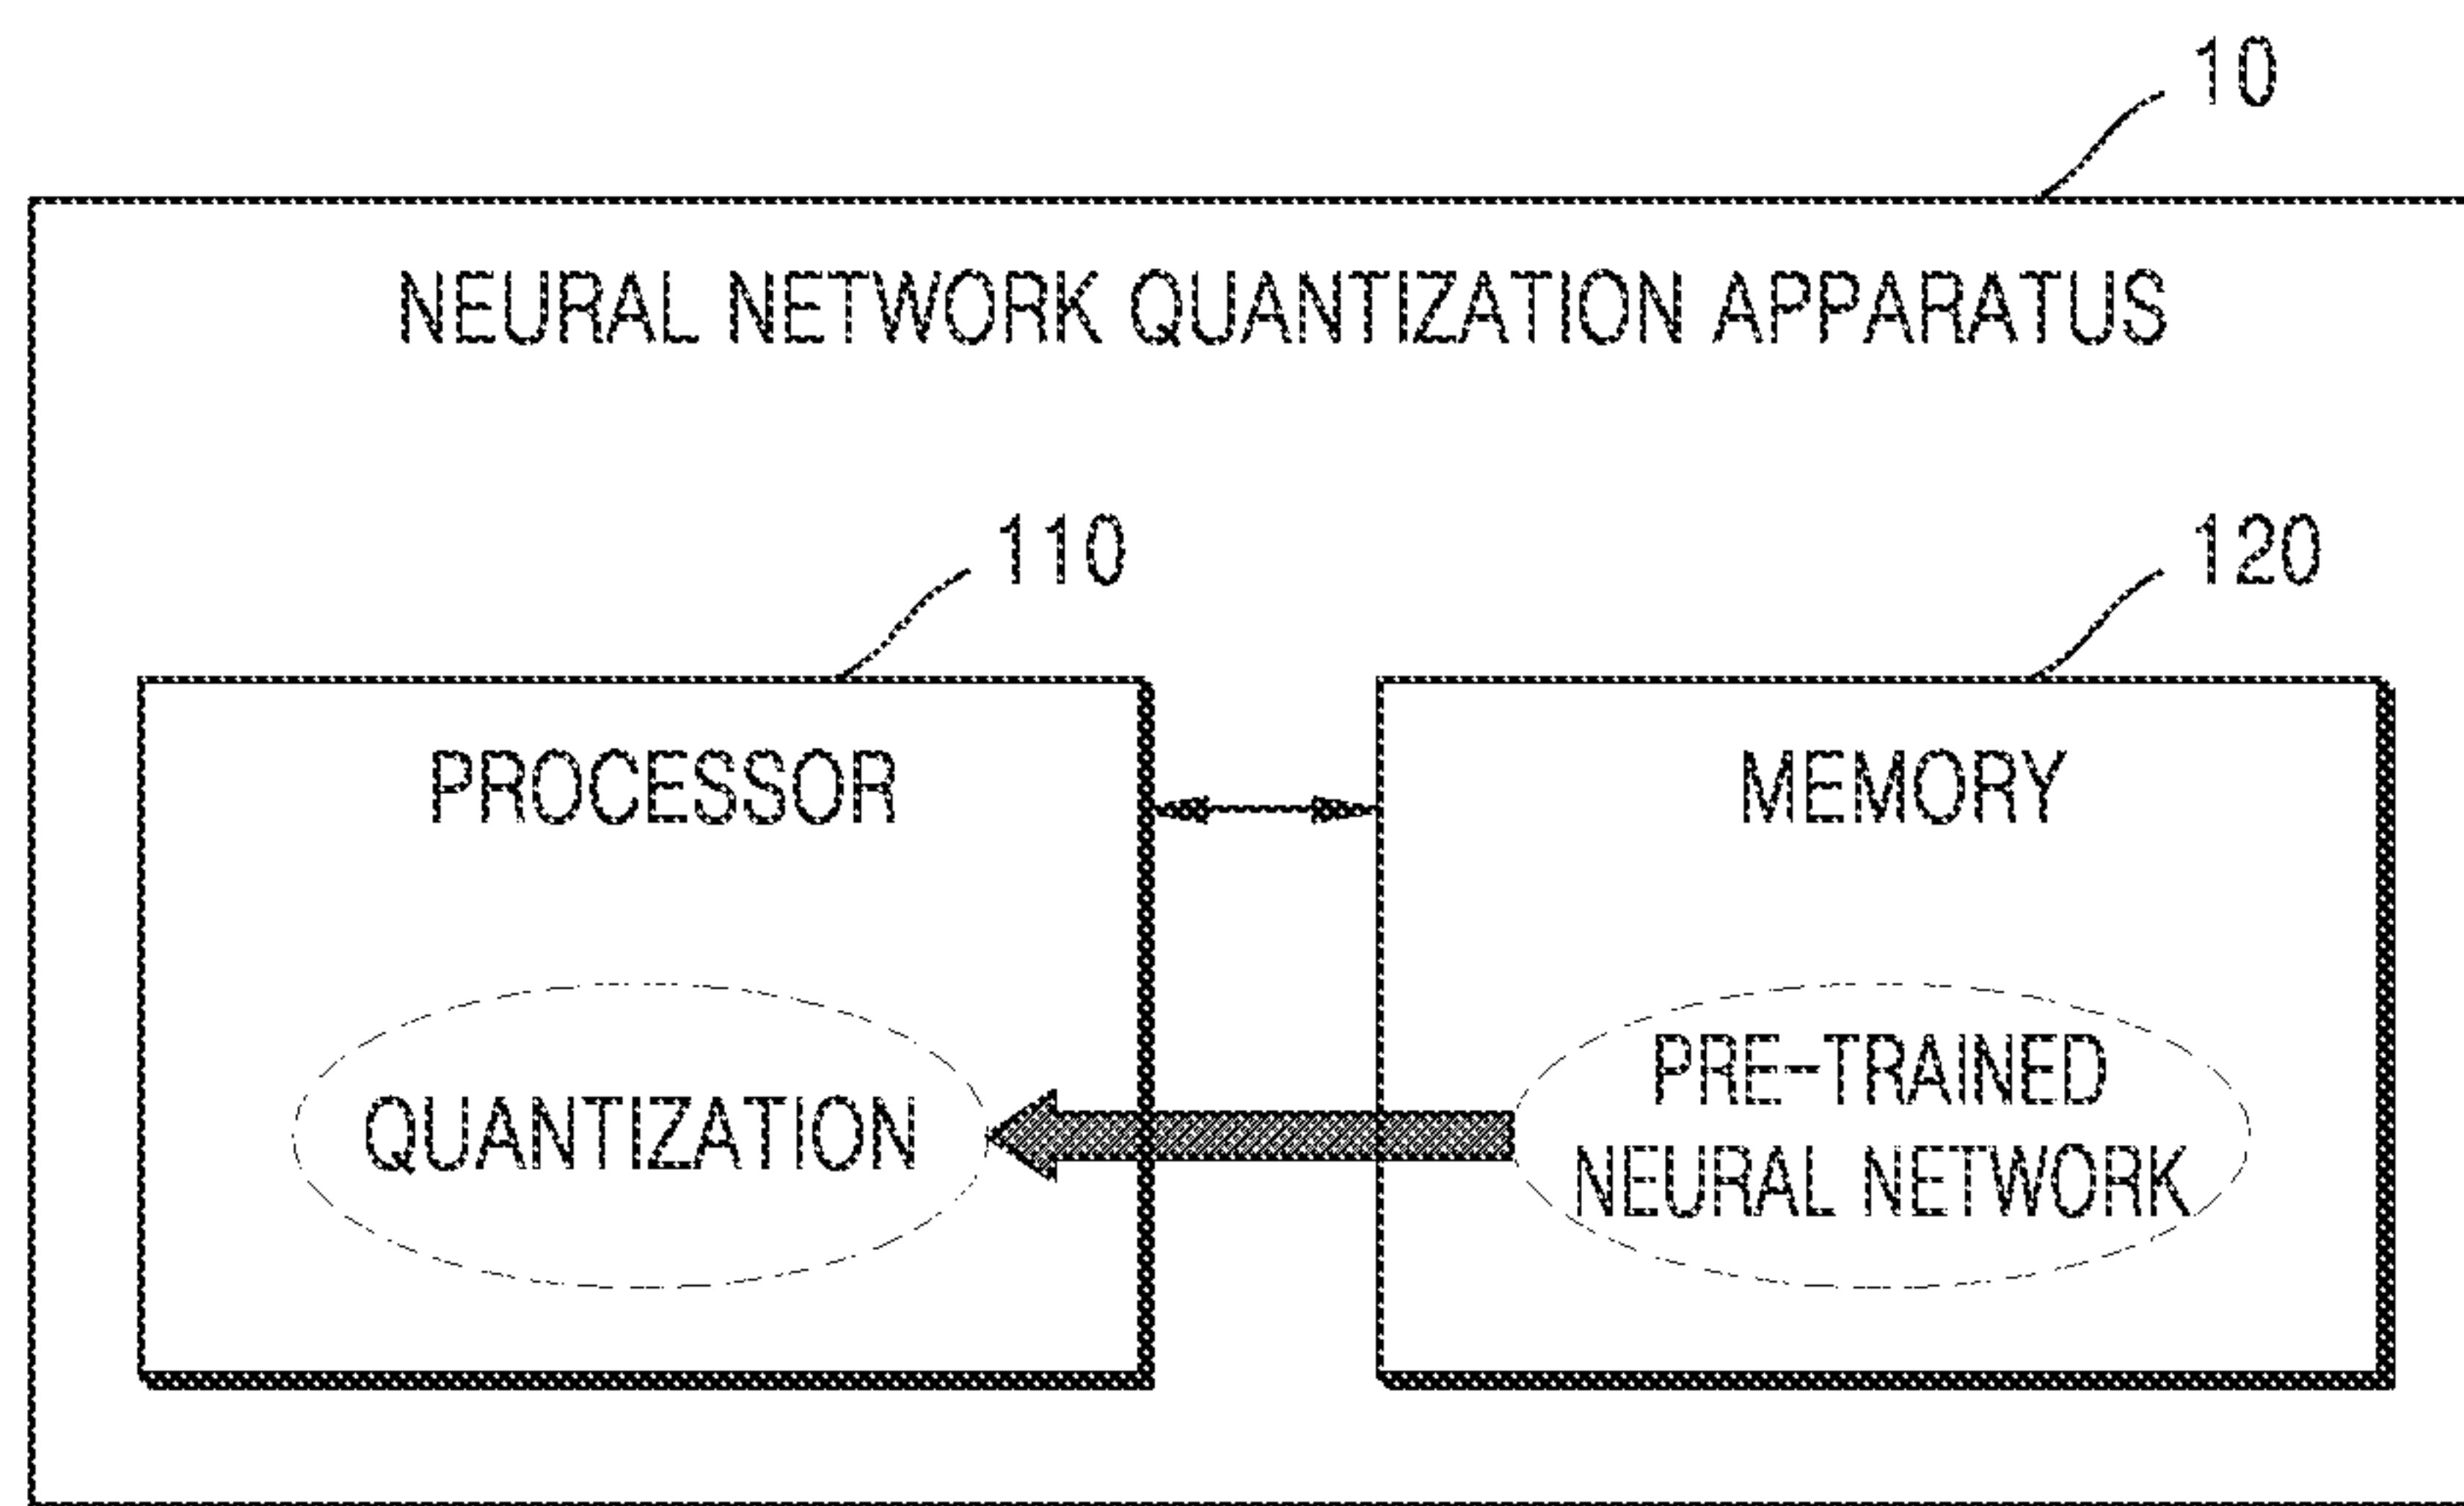 10
NEURAL NETWORK QUANTIZATION APPARATUS
110
120
PROCESSOR
MEMORY
QUANTIZATION
PRE-TRAINED
NEURAL NETWORK